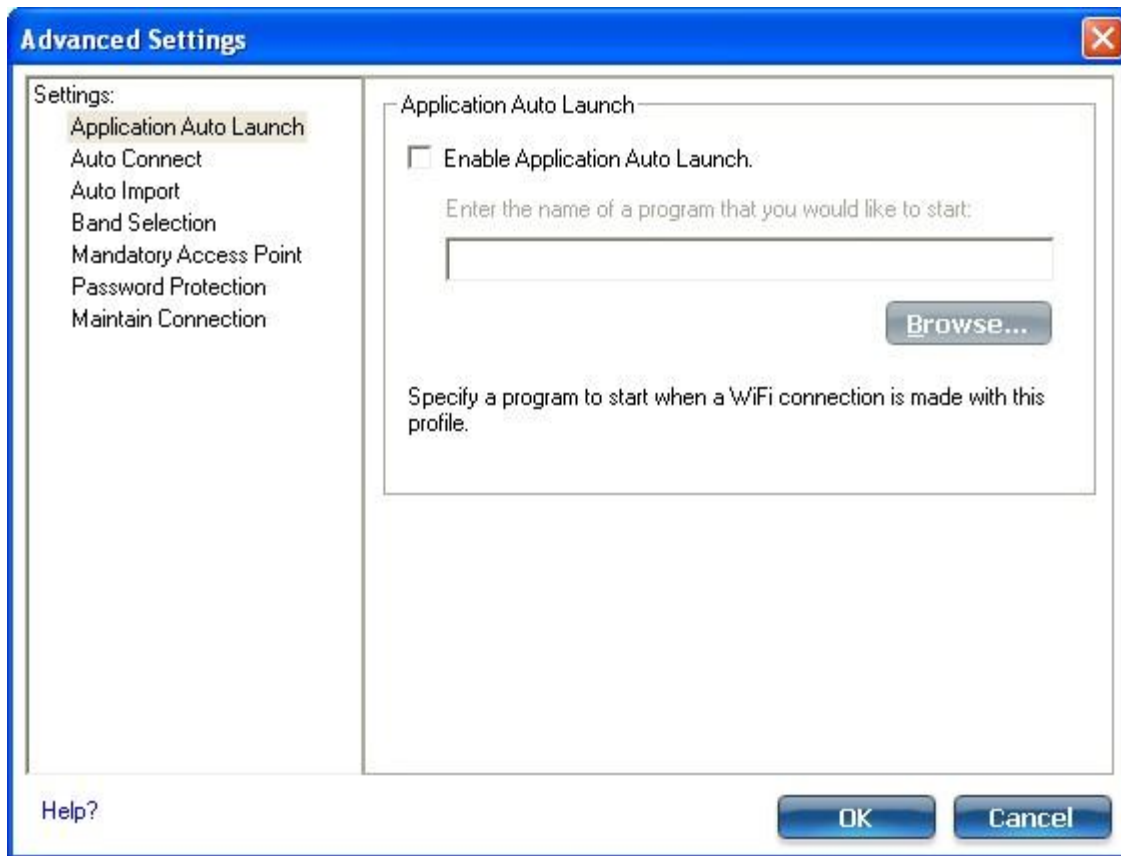 Advanced Settings
Settings:
Application Auto Launch
Auto Connect
Auto Import
Band Selection
Mandatory Access Point
Password Protection
Maintain Connection
Application Auto Launch
Enable Application Auto Launch.
Enter the name of a program that you would like to start:
Browse...
Specify a program to start when a WiFi connection is made with this
profile.
Help?
OK
Cancel